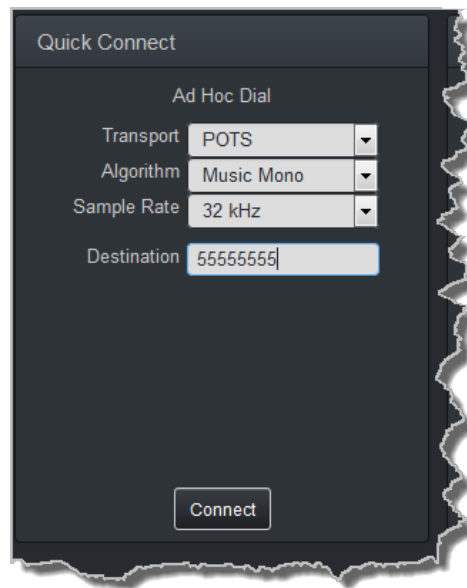 Quick Connect
Ad Hoc Dial
Transport POTS
Algorithm Music Mono
Sample Rate 32 kHz
Destination 55555555
Connect